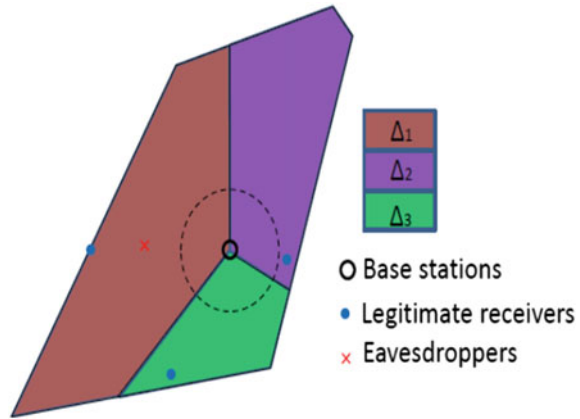 Δ₁
Δ₂
Δ₃
Base stations
Legitimate receivers
Eavesdroppers